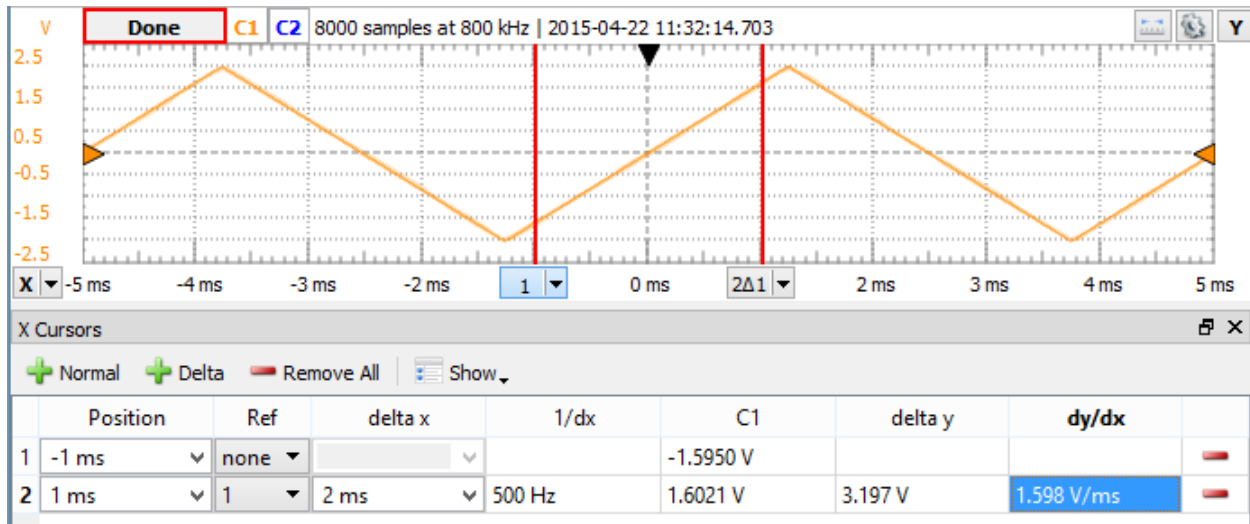 V Done C1 C2 8000 samples at 800 kHz | 2015-04-22 11:32:14.703 Y
2.5
1.5
0.5
-0.5
-1.5
-2.5
X -5 ms -4 ms -3 ms -2 ms 1 0 ms 2Δ1 2 ms 3 ms 4 ms 5 ms
X Cursors
Normal Delta Remove All Show
Position Ref delta x 1/dx C1 delta y dy/dx
1 -1 ms none -1.5950 V
2 1 ms 1 2 ms 500 Hz 1.6021 V 3.197 V 1.598 V/ms